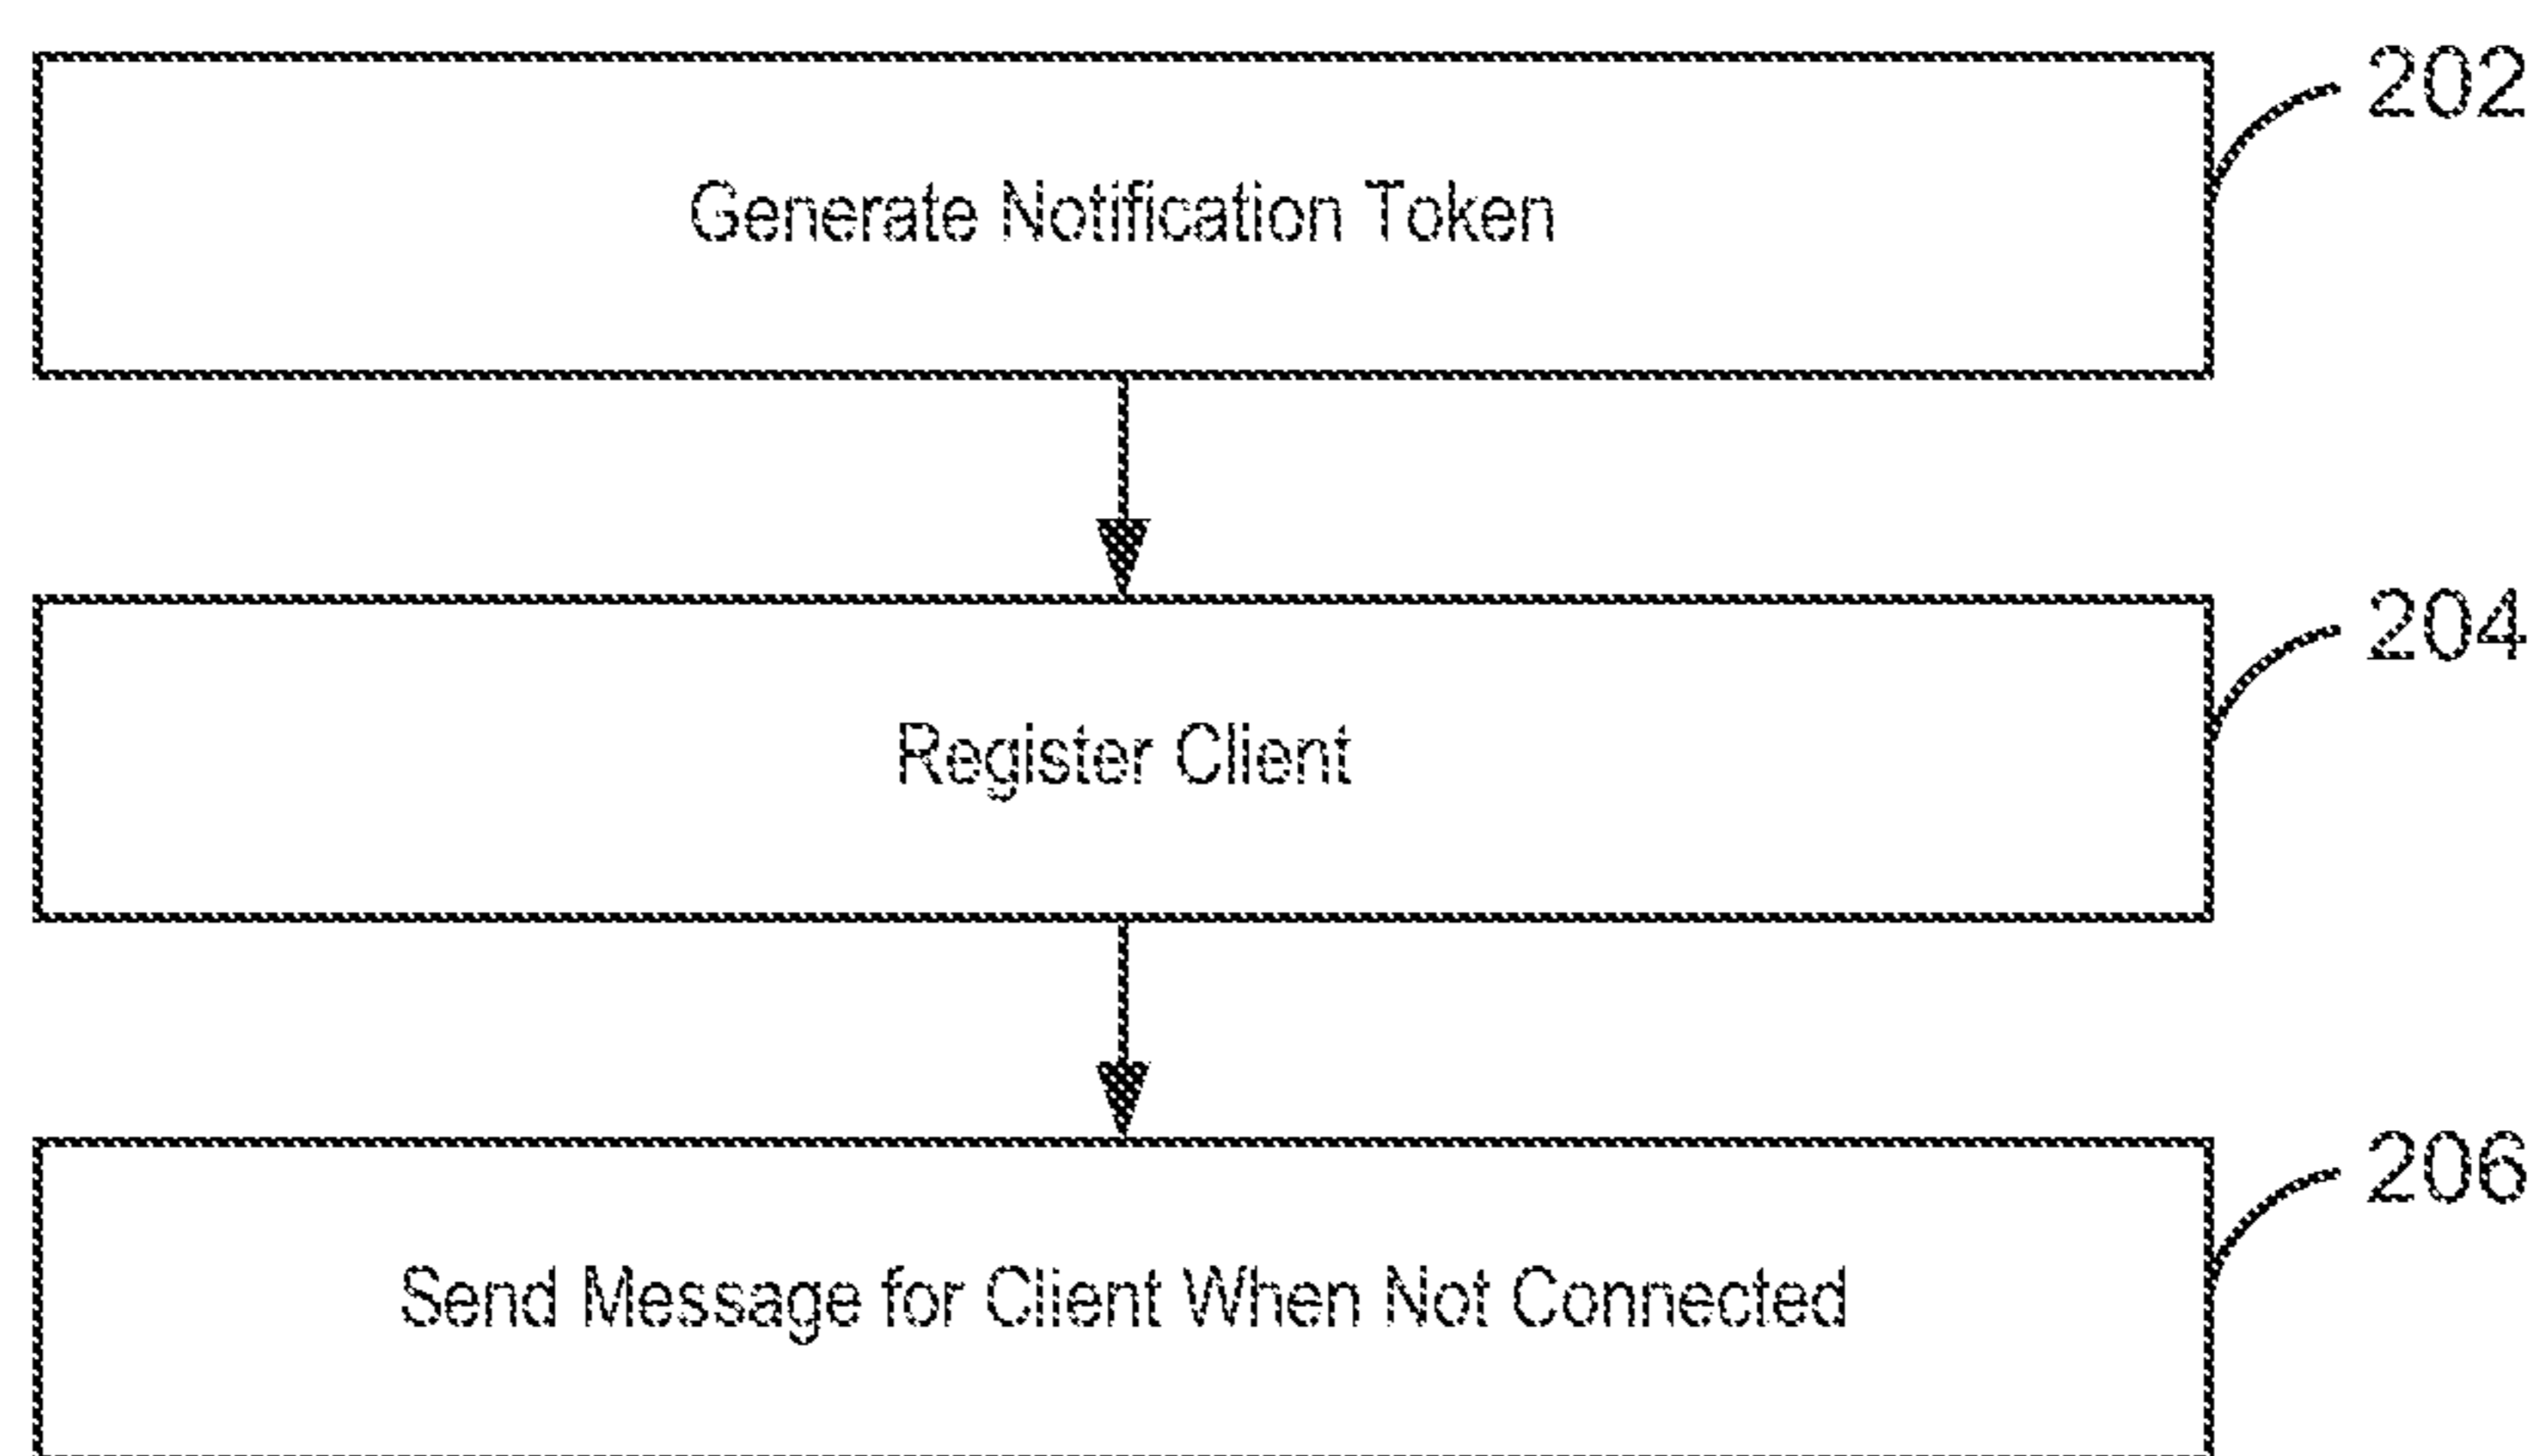 202
Generate Notification Token
204
Register Client
206
Send Message for Client When Not Connected